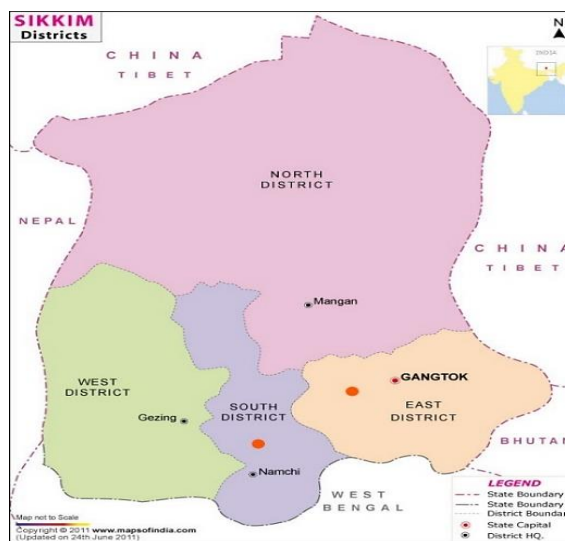 SIKKIM
Districts
N
CHINA
TIBET
INDIA
NORTH
DISTRICT
NEPAL
CHINA
TIBET
Mangan
WEST
DISTRICT
GANGTOK
SOUTH
DISTRICT
EAST
DISTRICT
Gezing
BHUTAN
Namchi
WEST
BENGAL
LEGEND
State Boundary
State Boundary
District Boundary
State Capital
District HQ.
Map not to Scale
Copyright © 2011 www.mapsofindia.com
(Updated on 24th June 2011)